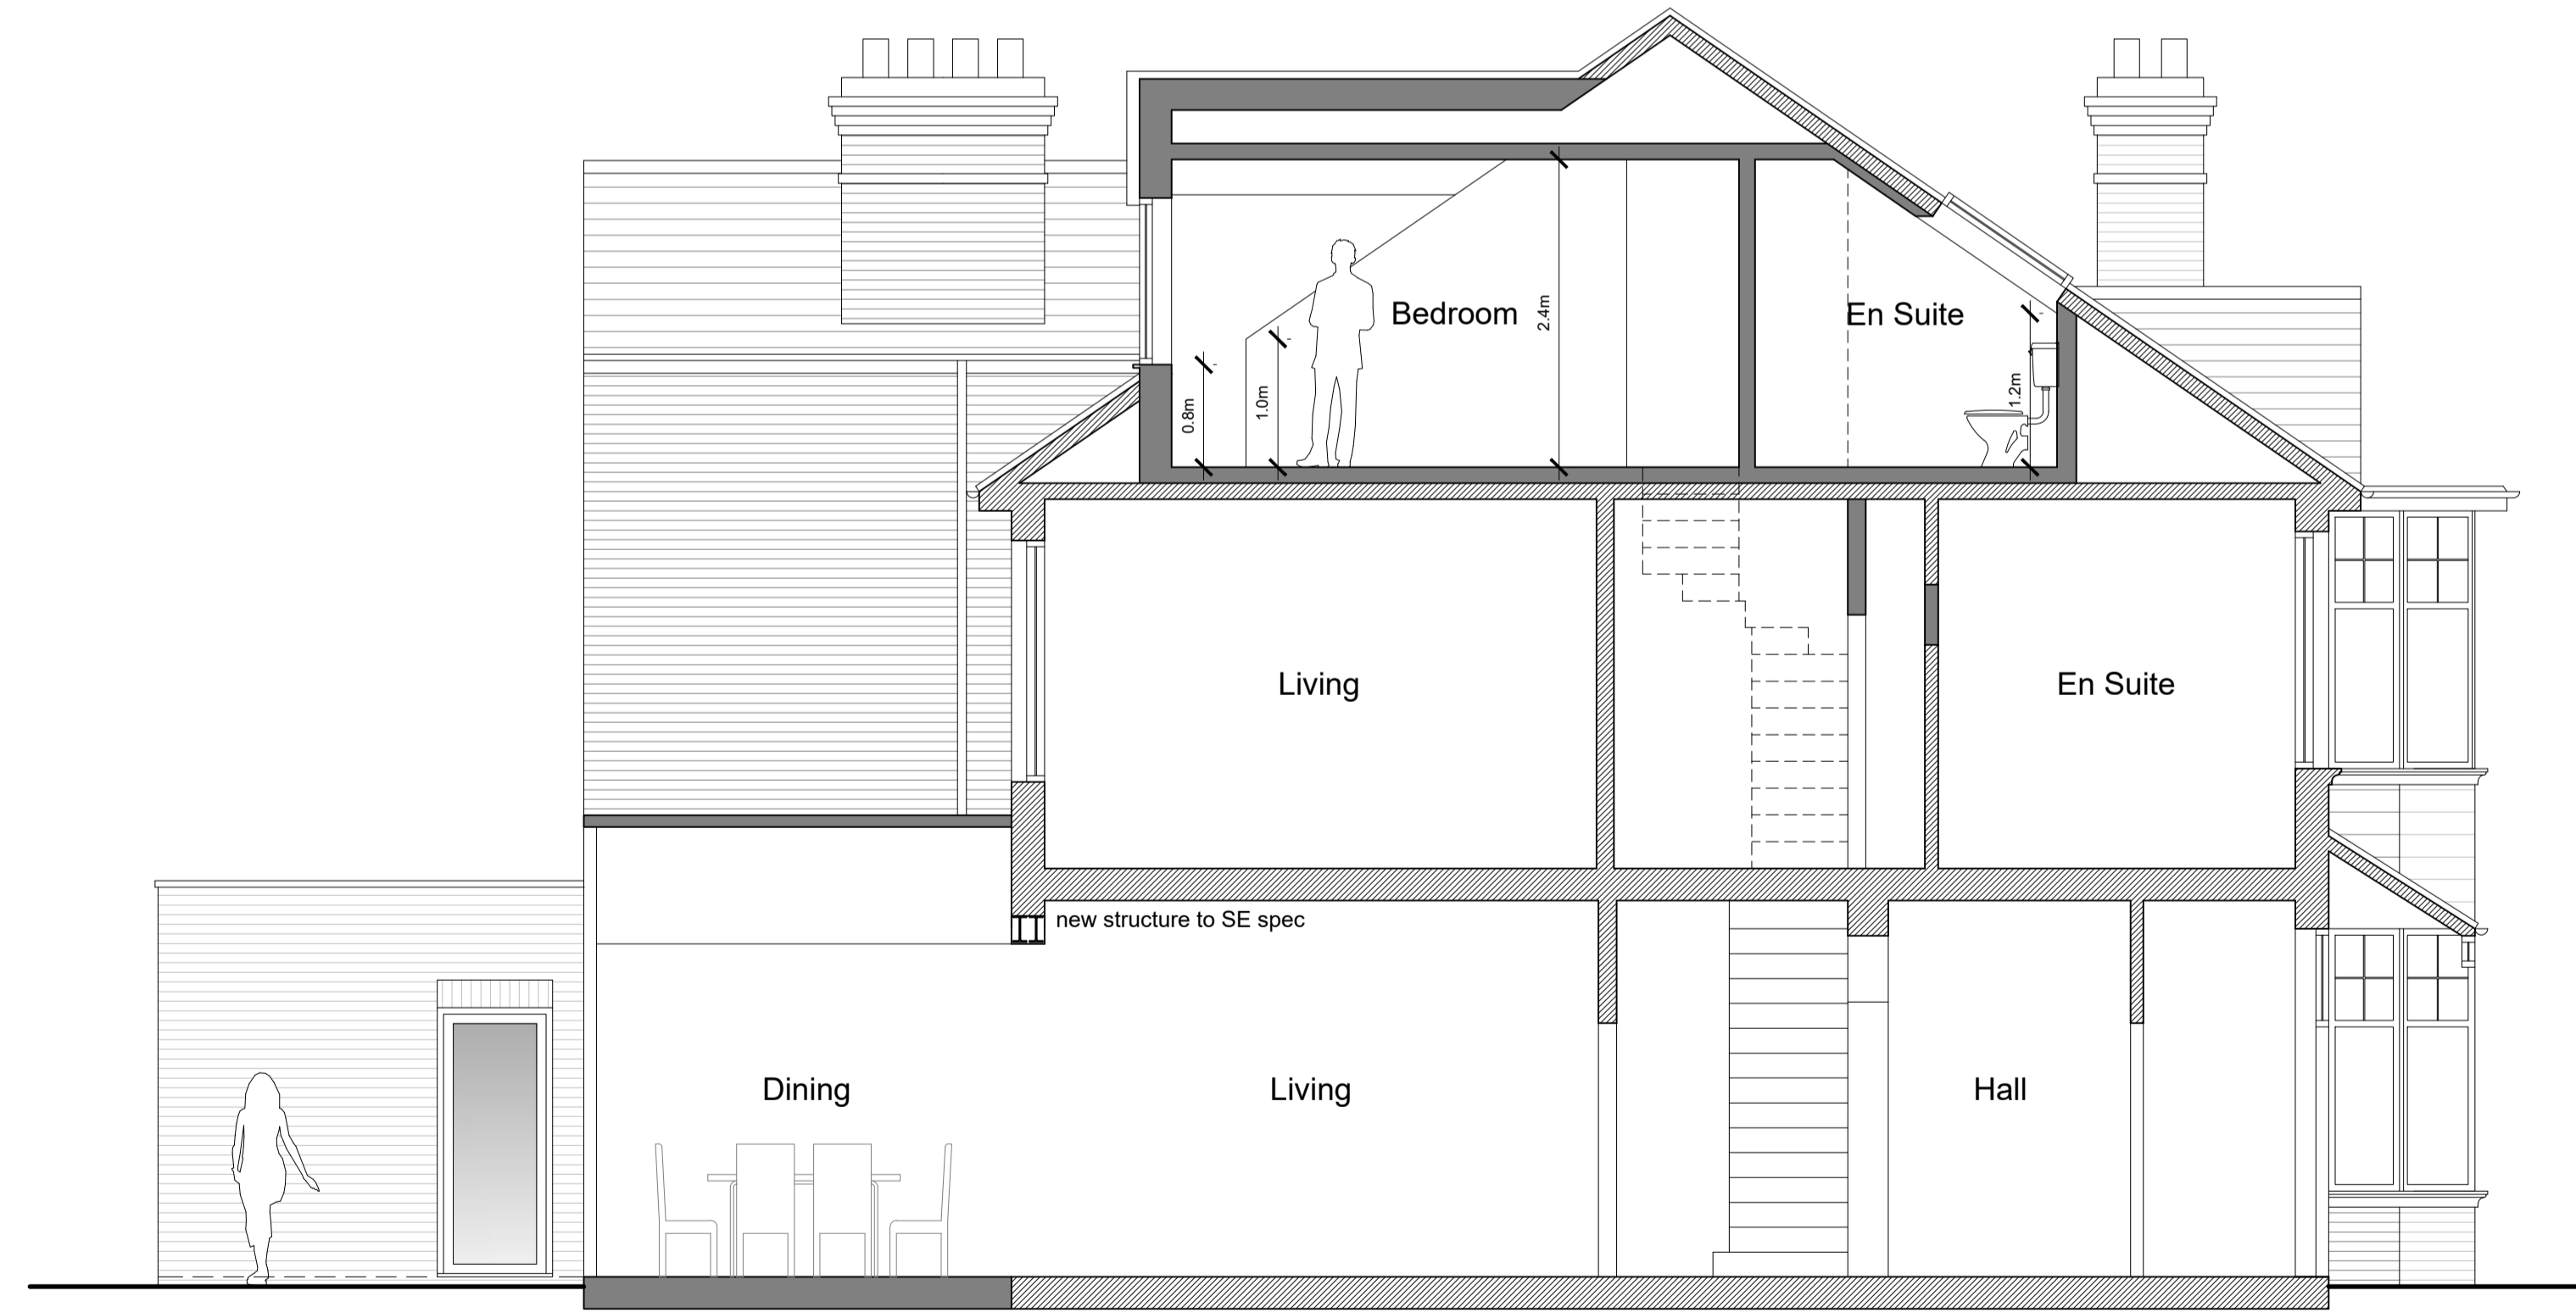 Bedroom
2.4m
En Suite
0.8m
1.0m
1.2m
Living
En Suite
new structure to SE spec
Dining
Living
Hall